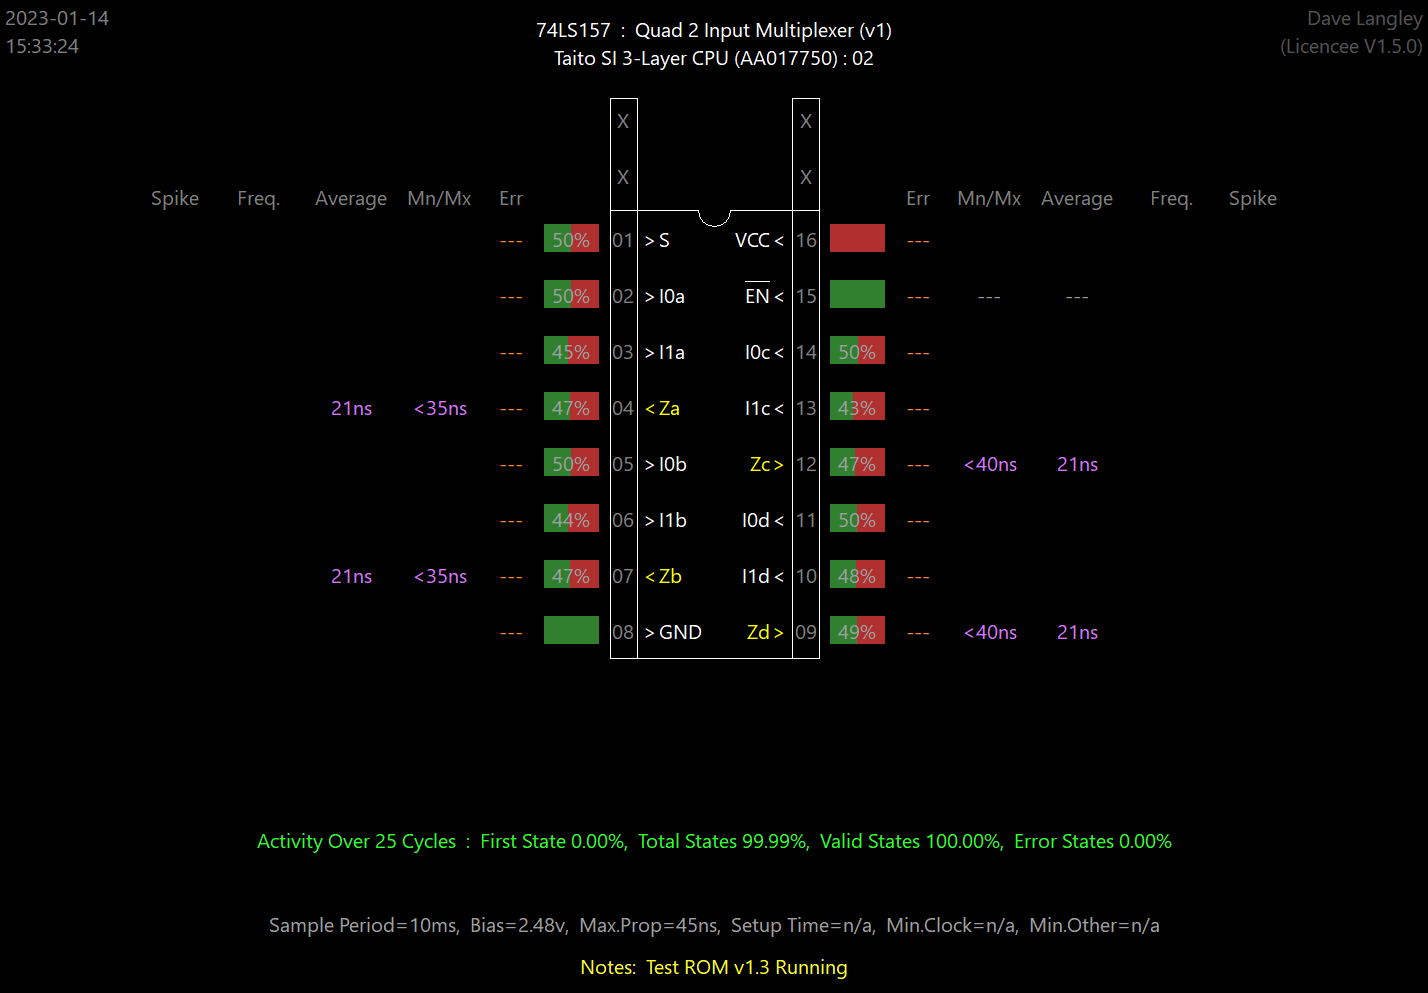 2023-01-14
15:33:24
74LS157 : Quad 2 Input Multiplexer (v1)
Taito SI 3-Layer CPU (AA017750) : 02
Dave Langley
(Licencee V1.5.0)
X X
X X
Spike Freq. Average Mn/Mx Err Err Mn/Mx Average Freq. Spike
--- 50% 01 > S VCC < 16 ---
--- 50% 02 > I0a EN < 15 --- --- ---
--- 45% 03 > I1a I0c < 14 50% ---
21ns <35ns --- 47% 04 < Za I1c < 13 43% ---
--- 50% 05 > I0b Zc > 12 47% --- <40ns 21ns
--- 44% 06 > I1b I0d < 11 50% ---
21ns <35ns --- 47% 07 < Zb I1d < 10 48% ---
--- 08 > GND Zd > 09 49% --- <40ns 21ns
Activity Over 25 Cycles : First State 0.00%, Total States 99.99%, Valid States 100.00%, Error States 0.00%
Sample Period=10ms, Bias=2.48v, Max.Prop=45ns, Setup Time=n/a, Min.Clock=n/a, Min.Other=n/a
Notes: Test ROM v1.3 Running